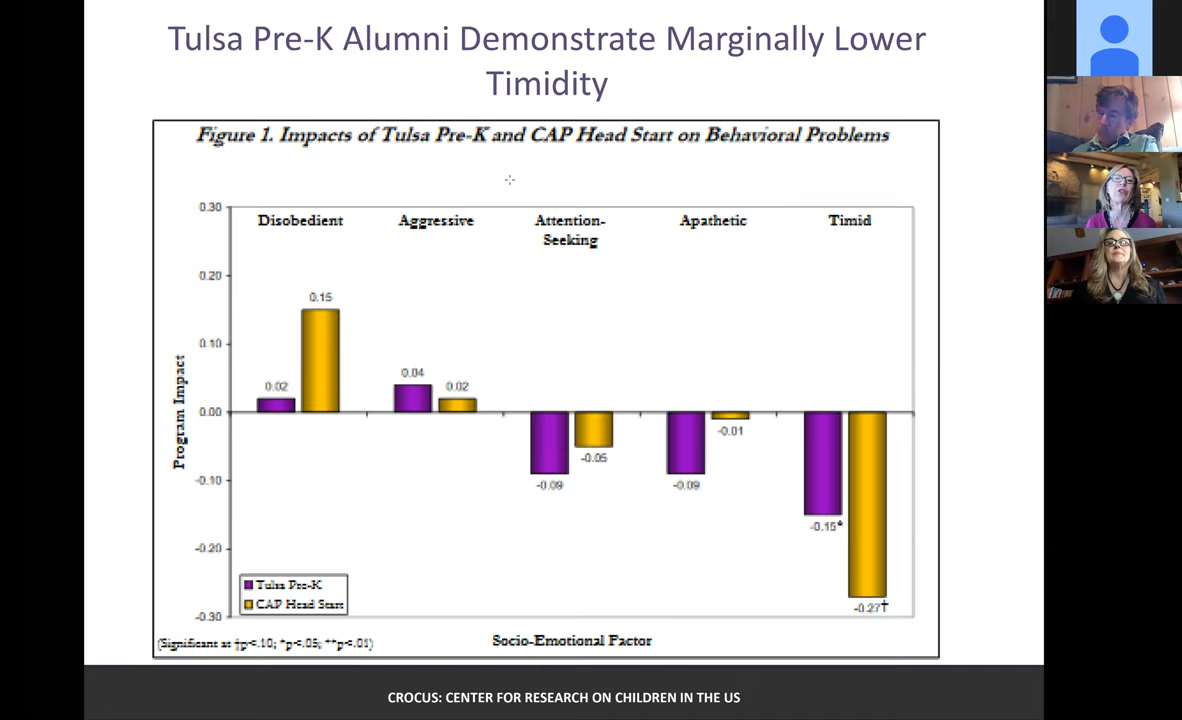 Tulsa Pre-K Alumni Demonstrate Marginally Lower
Timidity
Figure 1. Impacts of Tulsa Pre-K and CAP Head Start on Behavioral Problems
0.30
Disobedient
Aggressive
Attention-
Seeking
Apathetic
Timid
0.20
0.15
0.10
0.02
0.04
0.02
0.00
-0.05
-0.01
-0.09
-0.09
-0.10
-0.15*
-0.20
-0.27†
-0.30
Program Impact
Tulsa Pre-K
CAP Head Start
Socio-Emotional Factor
(Significant at †p<.10; *p<.05; **p<.01)
CROCUS: CENTER FOR RESEARCH ON CHILDREN IN THE US